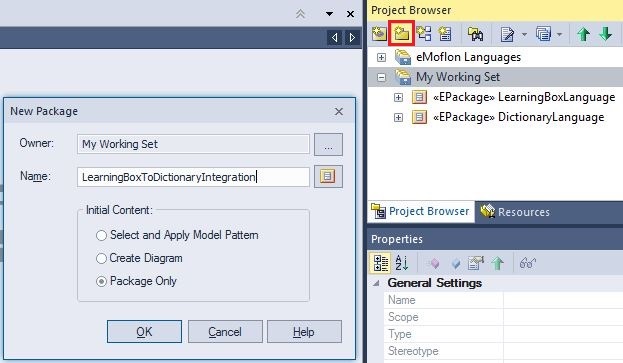 Project Browser
eMoflon Languages
My Working Set
«EPackage» LearningBoxLanguage
«EPackage» DictionaryLanguage
New Package
Owner: My Working Set ...
Name: LearningBoxToDictionaryIntegration
Initial Content:
Select and Apply Model Pattern
Create Diagram
Package Only
OK Cancel Help
Project Browser Resources
Properties
General Settings
Name
Scope
Type
Stereotype